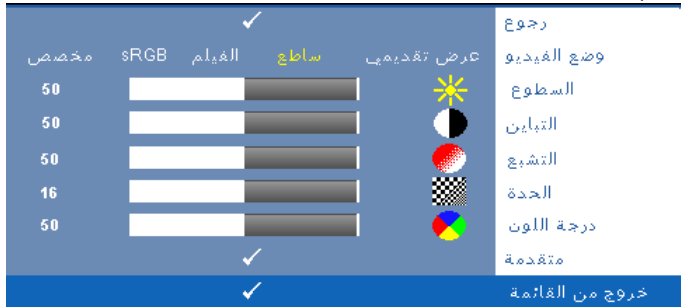 رجوع
وضع الفيديو عرض تقديمي ساطع الفيلم sRGB مخصص
السطوع 50
التباين 50
التشبع 50
الحدة 16
درجة اللون 50
متقدمة
خروج من القائمة